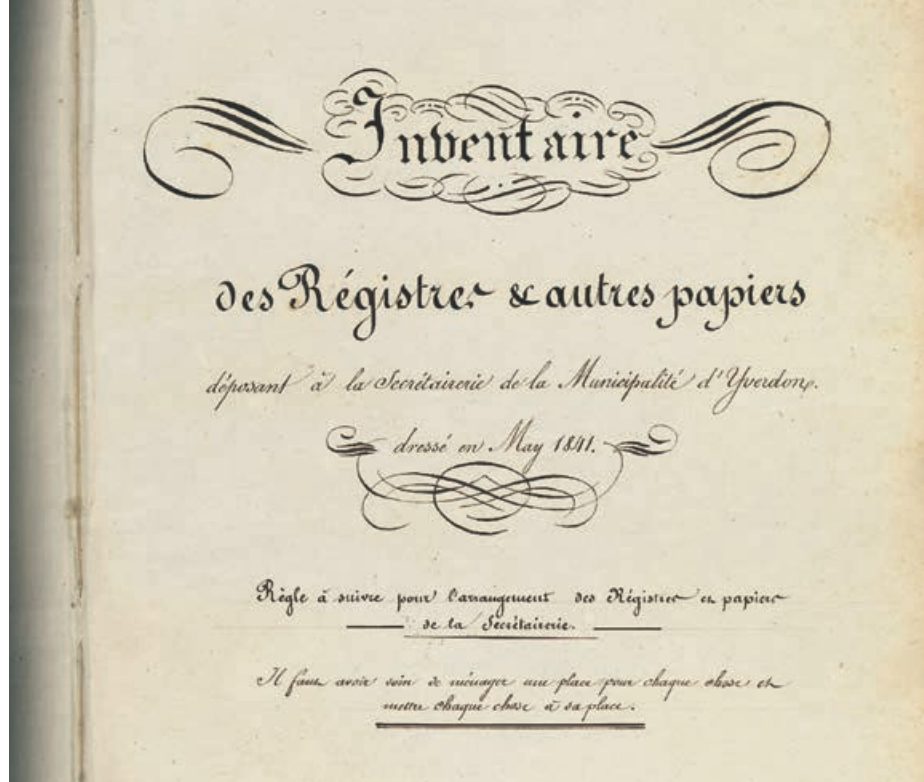 Inventaire
des Régistres & autres papiers
déposant à la Secrétairerie de la Municipalité d'Yverdon.
dressé en May 1841.
Règle à suivre pour l'arrangement des Régistres et papiers
de la Secrétairerie.
Il faut avoir soin de ménager une place pour chaque chose et
mettre chaque chose à sa place.